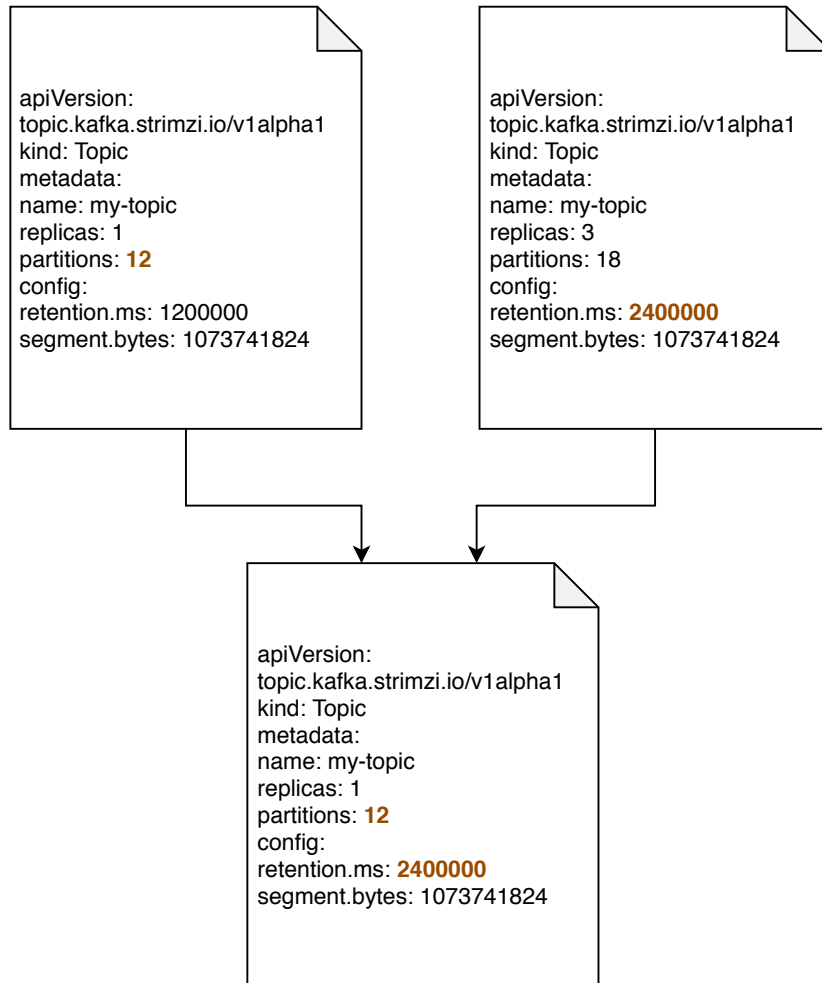 apiVersion:
topic.kafka.strimzi.io/v1alpha1
kind: Topic
metadata:
name: my-topic
replicas: 1
partitions: 12
config:
retention.ms: 1200000
segment.bytes: 1073741824
apiVersion:
topic.kafka.strimzi.io/v1alpha1
kind: Topic
metadata:
name: my-topic
replicas: 3
partitions: 18
config:
retention.ms: 2400000
segment.bytes: 1073741824
apiVersion:
topic.kafka.strimzi.io/v1alpha1
kind: Topic
metadata:
name: my-topic
replicas: 1
partitions: 12
config:
retention.ms: 2400000
segment.bytes: 1073741824